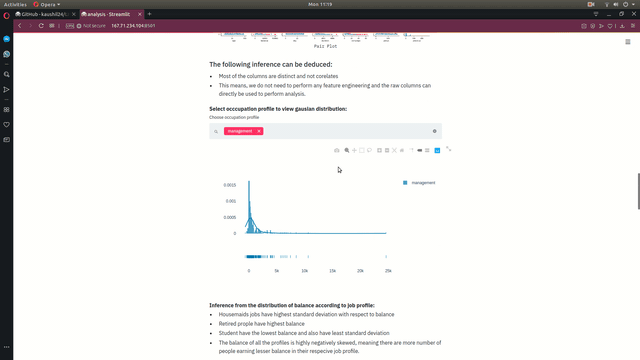 Activities
Opera
Mon 11:19
GitHub - kaushil24/
analysis - Streamlit
Not secure
167.71.234.104:8501
Pair Plot
The following inference can be deduced:
Most of the columns are distinct and not corelates
This means, we do not need to perform any feature engineering and the raw columns can
directly be used to perform analysis.
Select occcupation profile to view gausian distribution:
Choose occupation profile
management
management
0.0015
0.001
0.0005
0
0 5k 10k 15k 20k 25k
Inference from the distribution of balance according to job profile:
Housemaids jobs have highest standard deviation with respect to balance
Retired prople have highest balance
Student have the lowest balance and also have least standard deviation
The balance of all the profiles is highly negatively skewed, meaning there are more number of
people earning lesser balance in their respecive job profile.